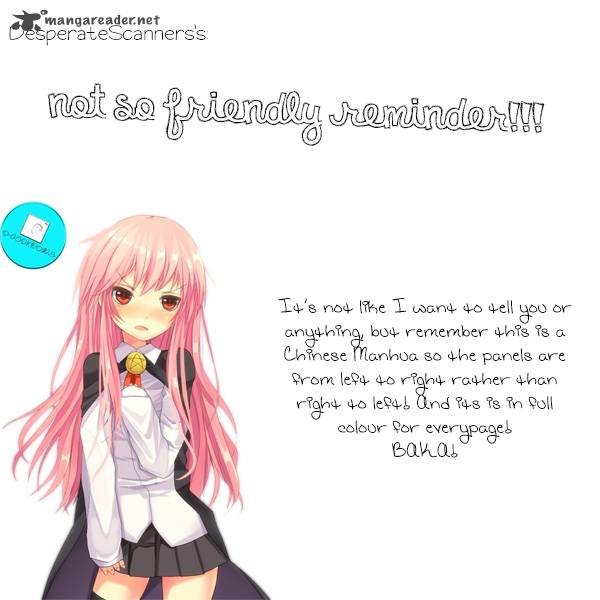 mangareader.net
DesperateScanners's:
not so friendly reminder!!!
It's not like I want to tell you or
anything, but remember this is a
Chinese Manhua so the panels are
from left to right rather than
right to left! And its is in full
colour for everypage!
BAKA!